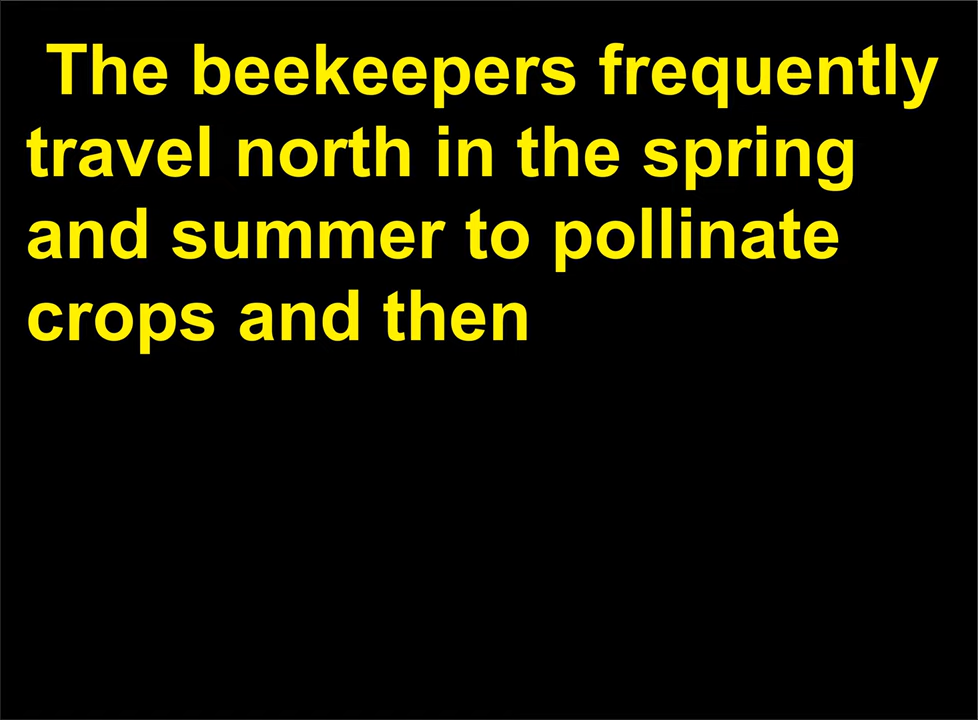 The beekeepers frequently
travel north in the spring
and summer to pollinate
crops and then